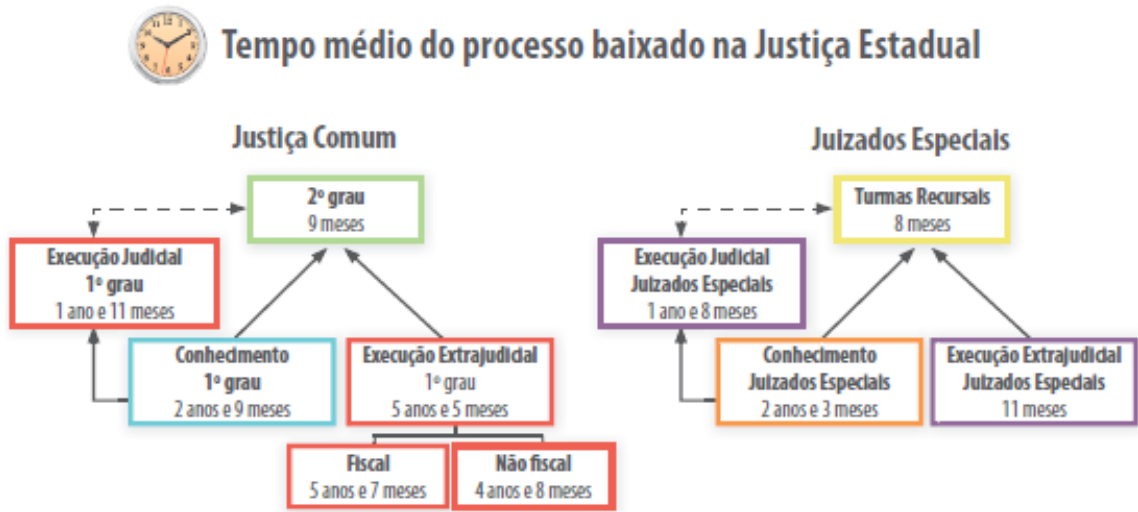 Tempo médio do processo baixado na Justiça Estadual
Justiça Comum
2º grau
9 meses
Execução Judicial
1º grau
1 ano e 11 meses
Conhecimento
1º grau
2 anos e 9 meses
Execução Extrajudicial
1º grau
5 anos e 5 meses
Fiscal
5 anos e 7 meses
Não fiscal
4 anos e 8 meses
Juizados Especiais
Turmas Recursais
8 meses
Execução Judicial
Juizados Especiais
1 ano e 8 meses
Conhecimento
Juizados Especiais
2 anos e 3 meses
Execução Extrajudicial
Juizados Especiais
11 meses